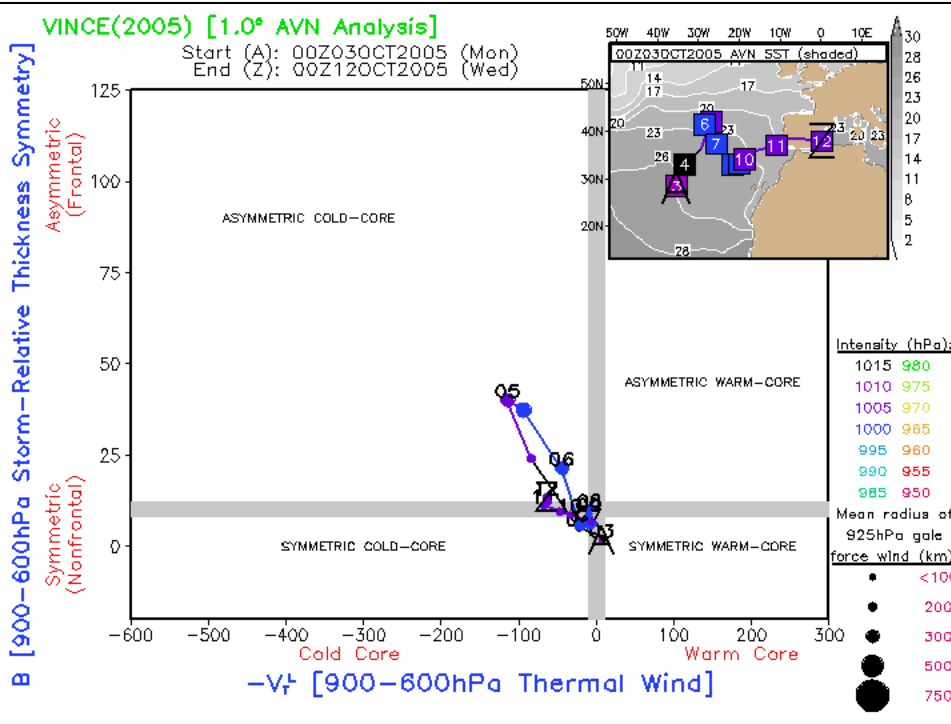 VINCE(2005) [1.0° AVN Analysis]
Start (A): 00Z03OCT2005 (Mon)
End (Z): 00Z12OCT2005 (Wed)
50W 40W 30W 20W 10W 0 10E
00Z03OCT2005 AVN SST (shaded)
50N
40N
30N
20N
11
14
17
17
20
20
23
23
26
28
23
20
23
3
4
6
7
10
11
12
30
28
26
23
20
17
14
11
8
5
2
B [900-600hPa Storm-Relative Thickness Symmetry]
Asymmetric
(Frontal)
Symmetric
(Nonfrontal)
125
100
75
50
25
0
ASYMMETRIC COLD-CORE
ASYMMETRIC WARM-CORE
SYMMETRIC COLD-CORE
SYMMETRIC WARM-CORE
05
06
A
Z
-600 -500 -400 -300 -200 -100 0 100 200 300
Cold Core Warm Core
[900-600hPa Thermal Wind]
Intensity (hPa):
1015 980
1010 975
1005 970
1000 965
995 960
990 955
985 950
Mean radius of
925hPa gale
force wind (km)
<10
200
300
500
750